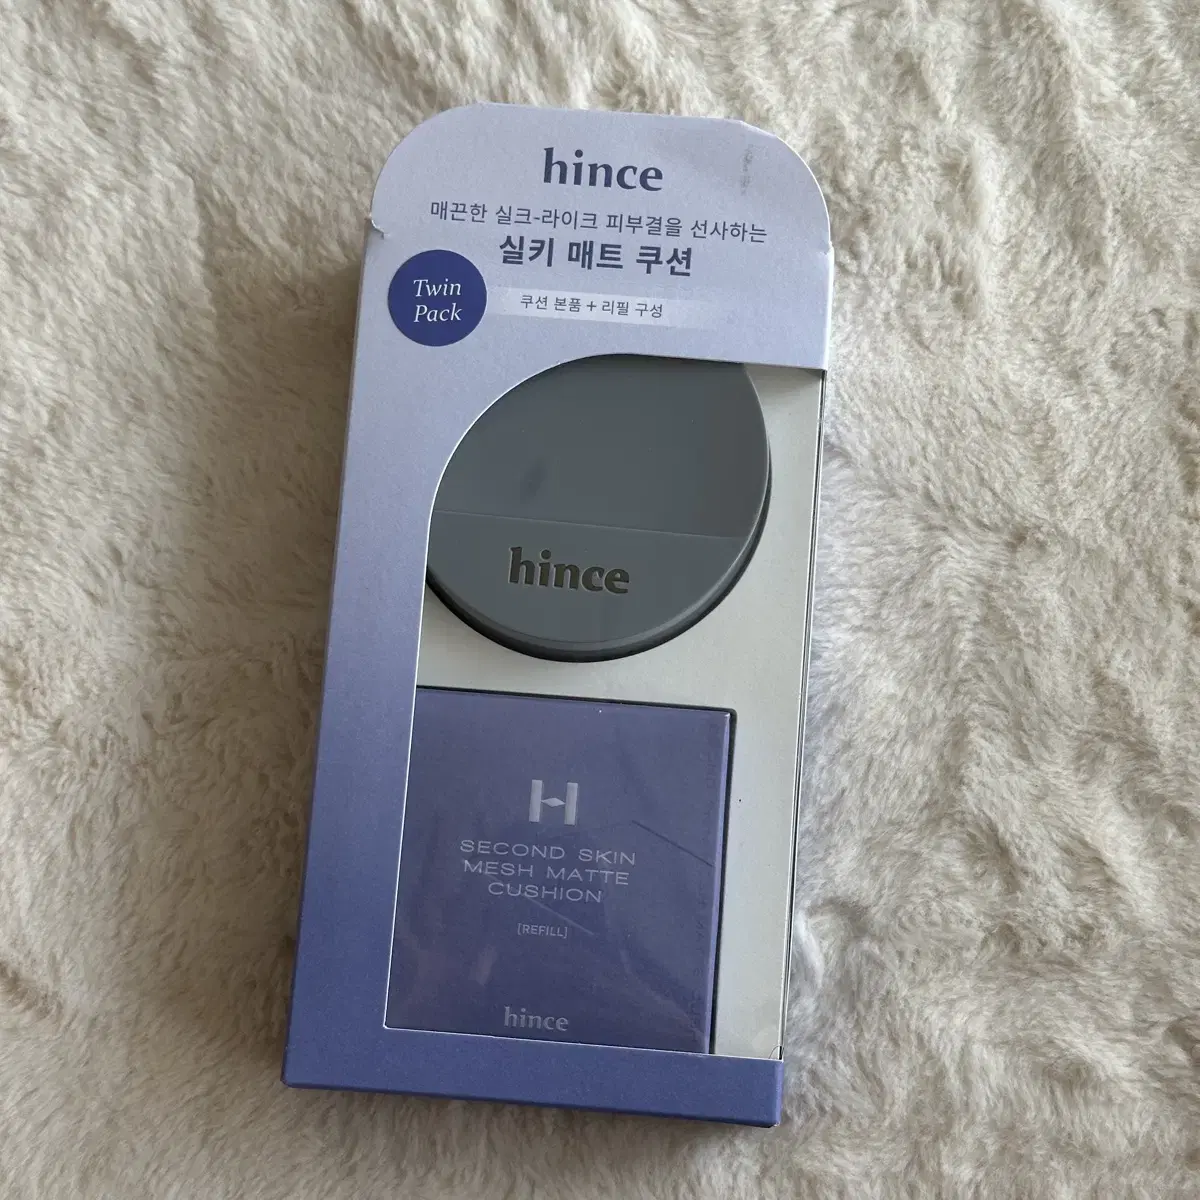 hince
매끈한 실크-라이크 피부결을 선사하는
실키 매트 쿠션
Twin
Pack
쿠션 본품 + 리필 구성
hince
H
SECOND SKIN
MESH MATTE
CUSHION
[REFILL]
hince